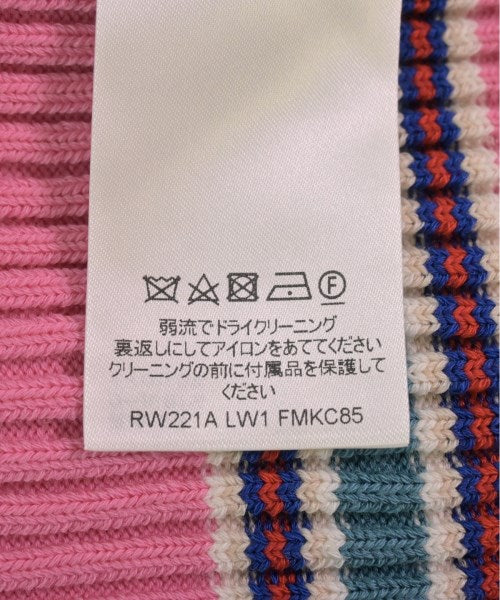 F
弱流でドライクリーニング
裏返しにしてアイロンをあててください
クリーニングの前に付属品を保護して
ください
RW221A LW1 FMKC85